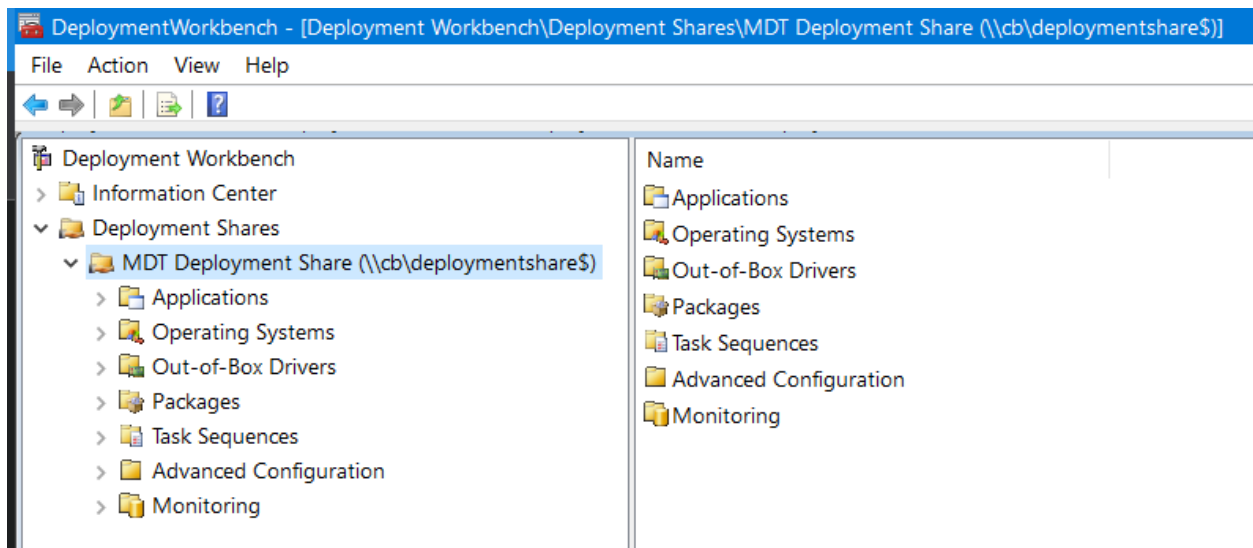 DeploymentWorkbench - [Deployment Workbench\Deployment Shares\MDT Deployment Share (\\cb\deploymentshare$)]
File Action View Help
Deployment Workbench
Information Center
Deployment Shares
MDT Deployment Share (\\cb\deploymentshare$)
Applications
Operating Systems
Out-of-Box Drivers
Packages
Task Sequences
Advanced Configuration
Monitoring
Name
Applications
Operating Systems
Out-of-Box Drivers
Packages
Task Sequences
Advanced Configuration
Monitoring